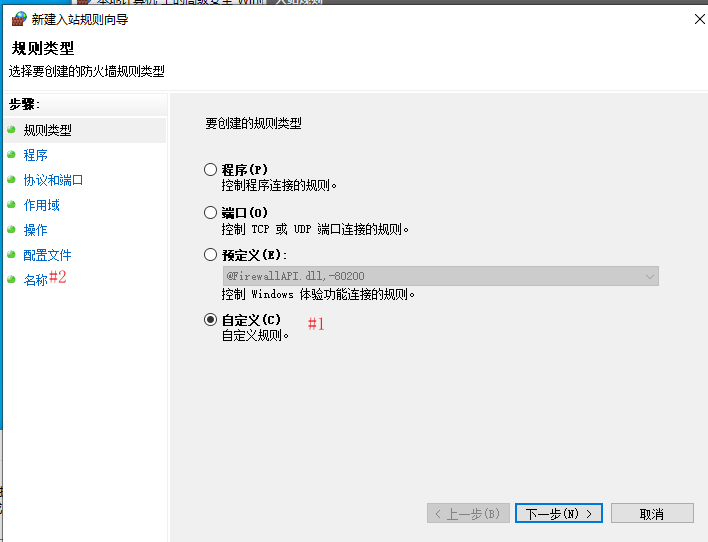 新建入站规则向导
规则类型
选择要创建的防火墙规则类型
步骤:
规则类型
程序
协议和端口
作用域
操作
配置文件
名称#2
要创建的规则类型
程序(P)
控制程序连接的规则。
端口(O)
控制 TCP 或 UDP 端口连接的规则。
预定义(E):
@FirewallAPI.dll,-80200
控制 Windows 体验功能连接的规则。
自定义(C) #1
自定义规则。
< 上一步(B) 下一步(N) > 取消